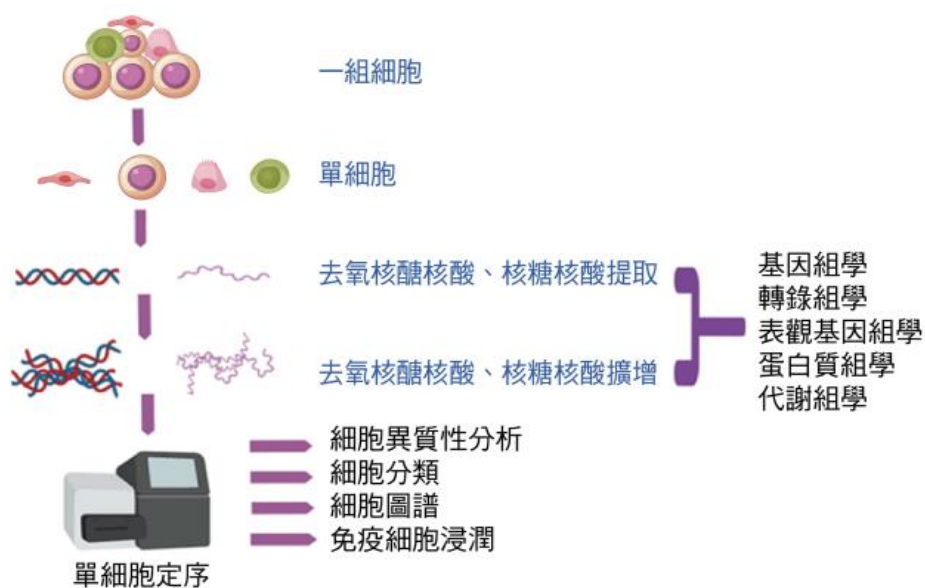 一組細胞
單細胞
去氧核醣核酸、核糖核酸提取
去氧核醣核酸、核糖核酸擴增
基因組學
轉錄組學
表觀基因組學
蛋白質組學
代謝組學
細胞異質性分析
細胞分類
細胞圖譜
免疫細胞浸潤
單細胞定序